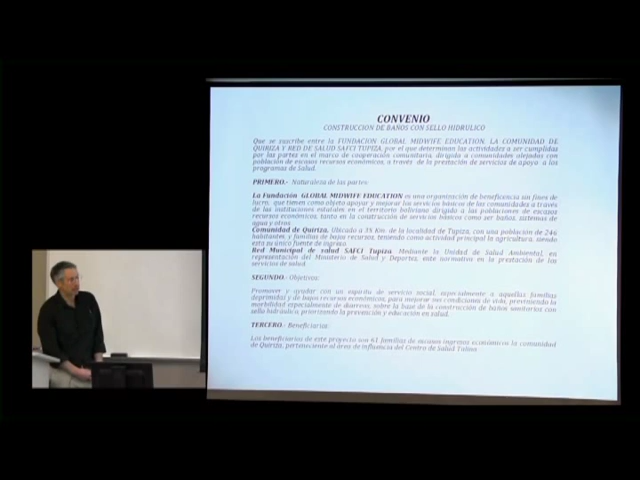 CONVENIO
CONSTRUCCION DE BAÑOS CON SELLO HIDRULICO
Que se suscribe entre la FUNDACION GLOBAL MIDWIFE EDUCATION, LA COMUNIDAD DE
QUIRIZA Y RED DE SALUD SAFCI TUPIZA, por el que determinan las actividades a ser cumplidas
por las partes en el marco de cooperación comunitaria, dirigido a comunidades alejadas con
población de escasos recursos económicos, a través de la prestación de servicios de apoyo a los
programas de Salud.
PRIMERO.- Naturaleza de las partes:
La Fundación GLOBAL MIDWIFE EDUCATION es una organización de beneficencia sin fines de
lucro, que tienen como objeto apoyar y mejorar los servicios básicos de las comunidades a través
de las instituciones estatales en el territorio boliviano dirigido a las poblaciones de escazos
recursos económicos, tanto en la construcción de servicios básicos como ser baños, sistemas de
agua y otros.
Comunidad de Quiriza. Ubicado a 35 Km. de la localidad de Tupiza, con una población de 246
habitantes, y familias de bajos recursos, teniendo como actividad principal la agricultura, siendo
esta su único fuente de ingreso.
Red Municipal de salud SAFCI Tupiza. Mediante la Unidad de Salud Ambiental, en
representación del Ministerio de Salud y Deportes, este normativo en la prestación de los
servicios de salud.
SEGUNDO.- Objetivos:
Promover y ayudar con un espíritu de servicio social, especialmente a aquellas familias
deprimidas y de bajos recursos económicos, para mejorar sus condiciones de vida, previniendo la
morbilidad especialmente de diarreas, sobre la base de la construcción de baños sanitarios con
sello hidráulico, priorizando la prevención y educación en salud.
TERCERO.- Beneficiarios:
Los beneficiarios de este proyecto son 61 familias de escasos ingresos económicos la comunidad
de Quiriza, perteneciente al área de influencia del Centro de Salud